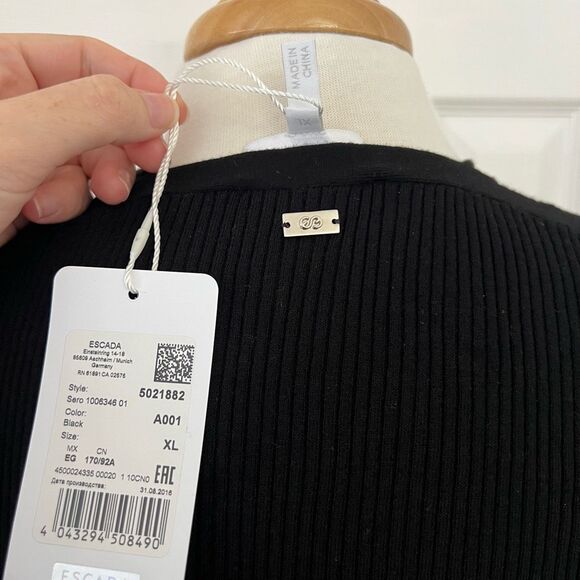 MADE IN
CHINA
ESCADA
Einsteinring 14-18
85609 Aschheim / Munich
Germany
RN 61891 CA 02575
Style: 5021882
Sero 1006346 01
Color: A001
Black
Size: XL
MX CN
EG 170/92A
4500024335 00020 1 10CN0
EAC
Дата производства: 31.08.2016
4 043294 508490
ESCADA